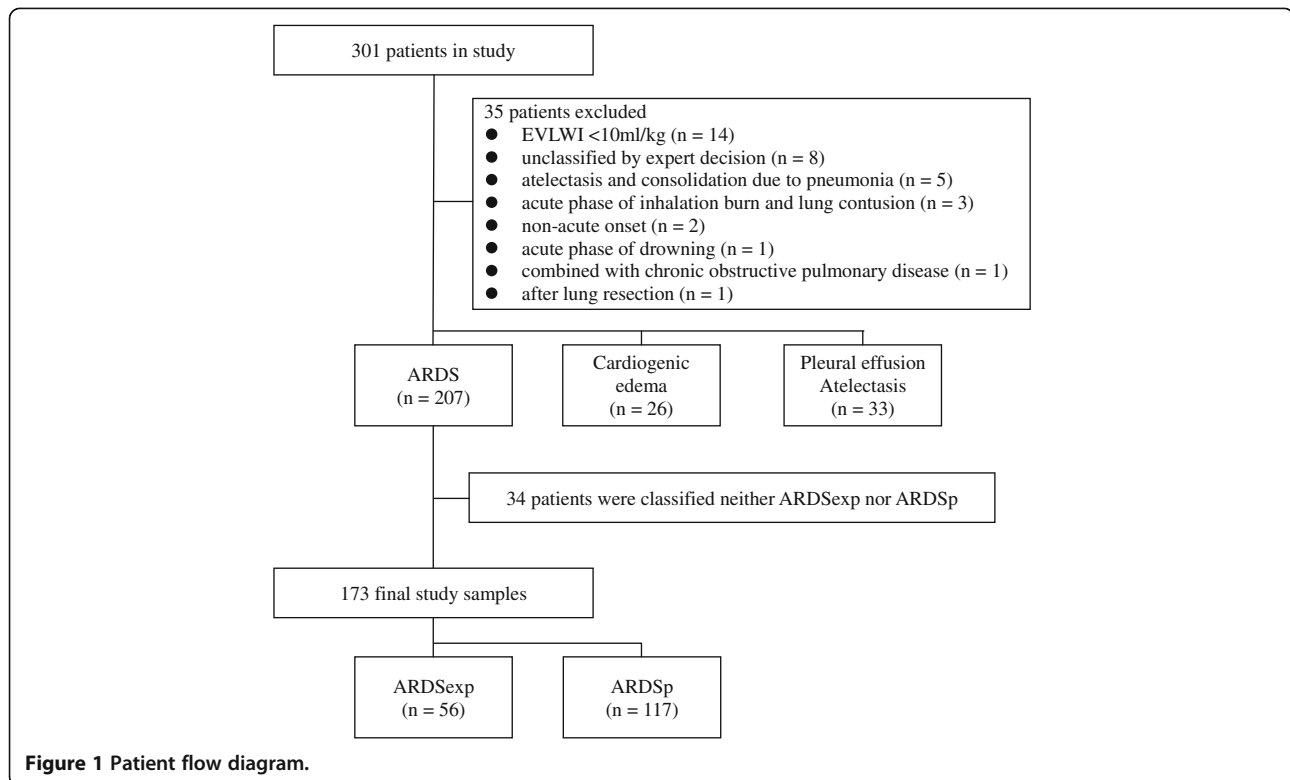 301 patients in study
35 patients excluded
● EVLWI <10ml/kg (n = 14)
● unclassified by expert decision (n = 8)
● atelectasis and consolidation due to pneumonia (n = 5)
● acute phase of inhalation burn and lung contusion (n = 3)
● non-acute onset (n = 2)
● acute phase of drowning (n = 1)
● combined with chronic obstructive pulmonary disease (n = 1)
● after lung resection (n = 1)
ARDS
(n = 207)
Cardiogenic
edema
(n = 26)
Pleural effusion
Atelectasis
(n = 33)
34 patients were classified neither ARDSexp nor ARDSp
173 final study samples
ARDSexp
(n = 56)
ARDSp
(n = 117)
Figure 1 Patient flow diagram.